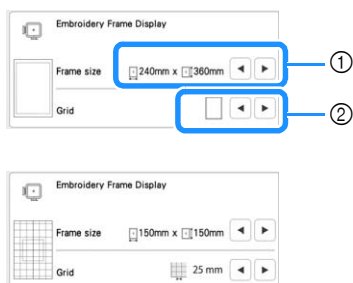 Embroidery Frame Display
Frame size 240mm x 360mm ◀ ▶ ①
Grid ◀ ▶ ②
Embroidery Frame Display
Frame size 150mm x 150mm ◀ ▶
Grid 25 mm ◀ ▶